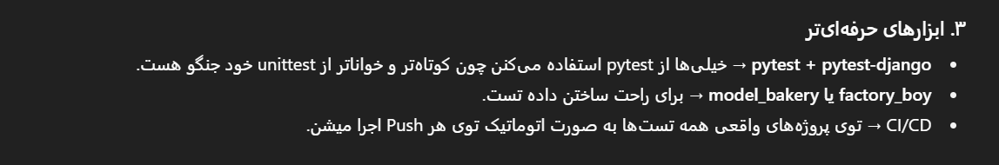 ۳. ابزارهای حرفه‌ای‌تر
• pytest + pytest-django → خیلی‌ها از pytest استفاده می‌کنن چون کوتاه‌تر و خواناتر از unittest خود جنگو هست.
• factory_boy یا model_bakery → برای راحت ساختن داده تست.
• CI/CD → توی پروژه‌های واقعی همه تست‌ها به صورت اتوماتیک توی هر Push اجرا میشن.